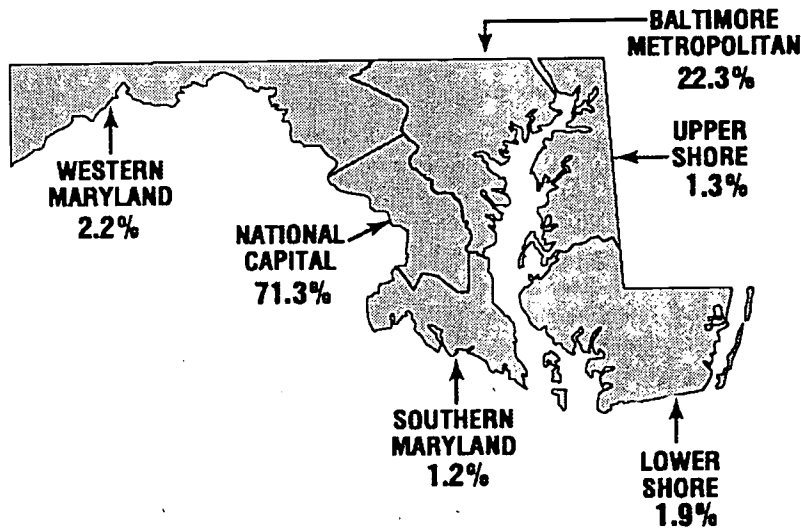 BALTIMORE
METROPOLITAN
22.3%
UPPER
SHORE
1.3%
WESTERN
MARYLAND
2.2%
NATIONAL
CAPITAL
71.3%
SOUTHERN
MARYLAND
1.2%
LOWER
SHORE
1.9%